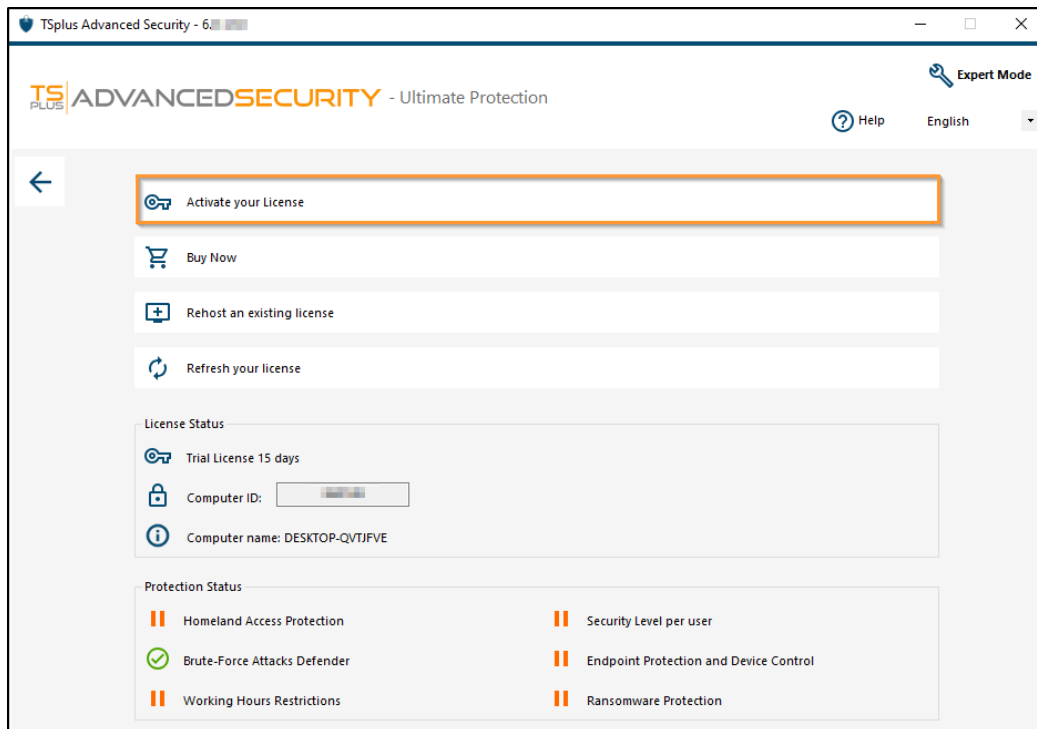 TSplus Advanced Security - 6.
Expert Mode
TS PLUS ADVANCEDSECURITY - Ultimate Protection
Help English
Activate your License
Buy Now
Rehost an existing license
Refresh your license
License Status
Trial License 15 days
Computer ID:
Computer name: DESKTOP-QVTJFVE
Protection Status
Homeland Access Protection Security Level per user
Brute-Force Attacks Defender Endpoint Protection and Device Control
Working Hours Restrictions Ransomware Protection